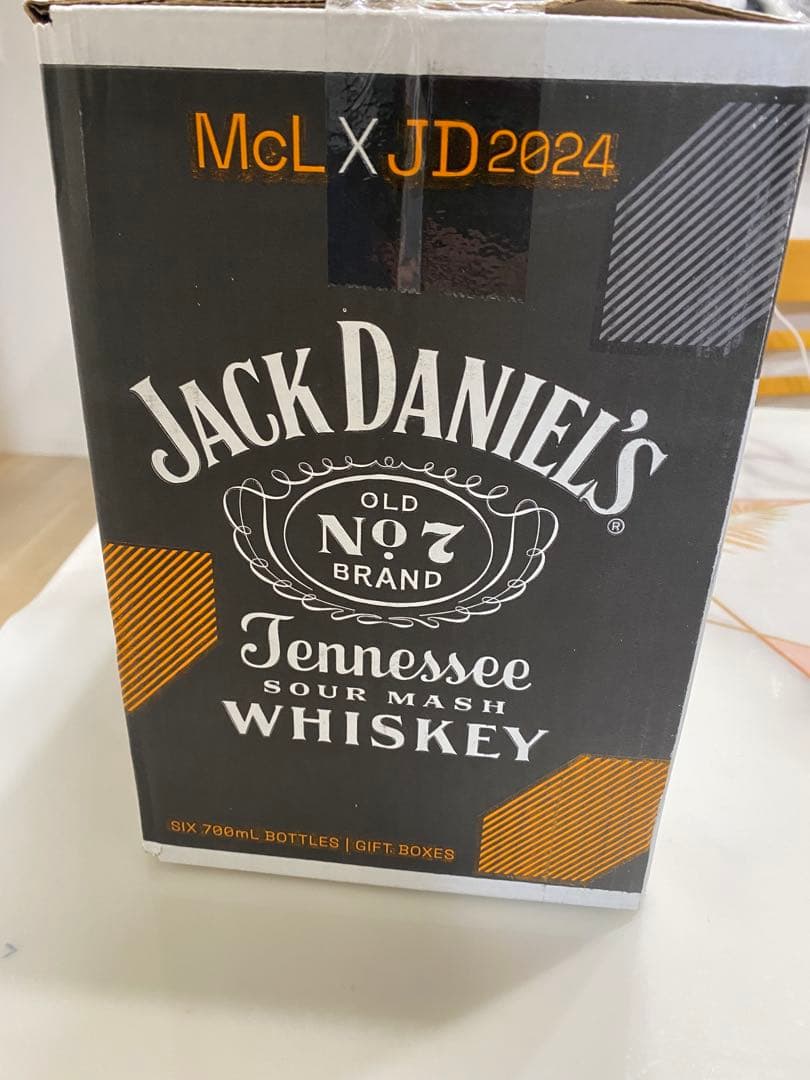 McL X JD 2024
JACK DANIEL'S
®
OLD
Nº 7
BRAND
Tennessee
SOUR MASH
WHISKEY
SIX 700mL BOTTLES | GIFT BOXES